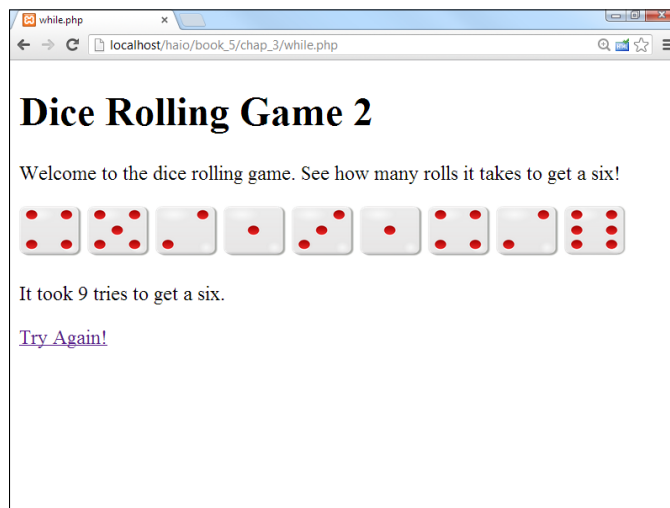 while.php
localhost/haio/book_5/chap_3/while.php
Dice Rolling Game 2
Welcome to the dice rolling game. See how many rolls it takes to get a six!
It took 9 tries to get a six.
Try Again!